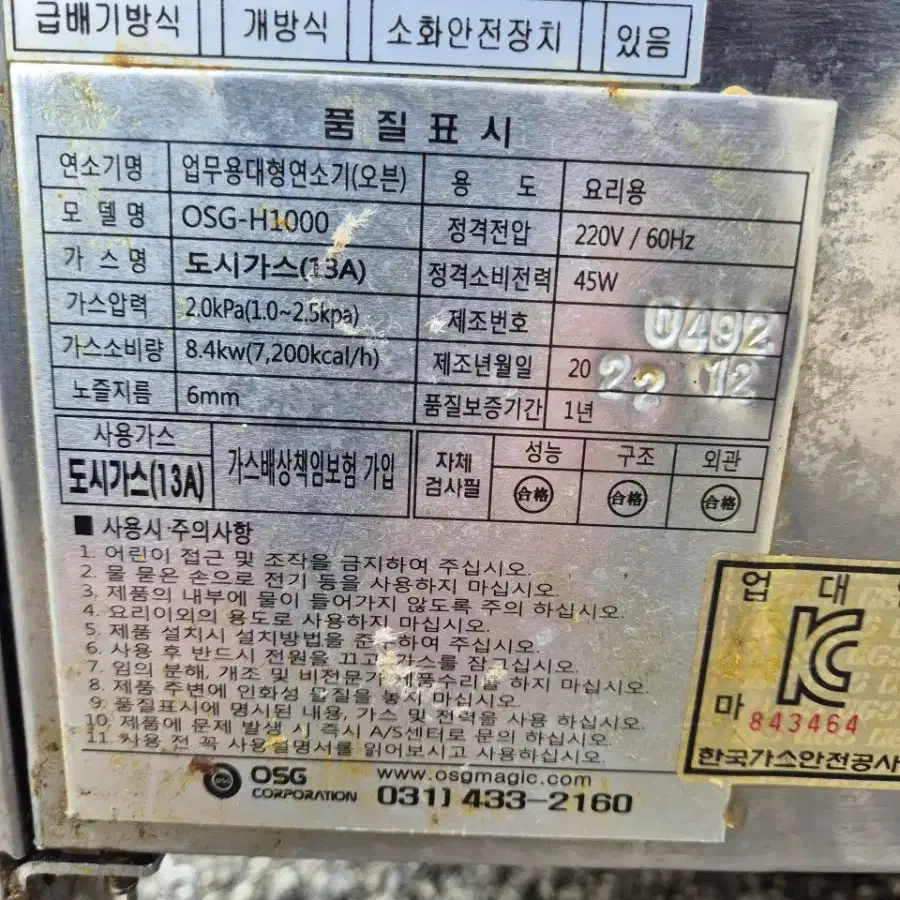 급배기방식 개방식 소화안전장치 있음
품질표시
연소기명 업무용대형연소기(오븐) 용 도 요리용
모델명 OSG-H1000 정격전압 220V / 60Hz
가스명 도시가스(13A) 정격소비전력 45W
가스압력 2.0kPa(1.0~2.5kpa) 제조번호 0492
가스소비량 8.4kw(7,200kcal/h) 제조년월일 20 22 12
노즐지름 6mm 품질보증기간 1년
사용가스 가스배상책임보험 가입 자체 검사필 성능 구조 외관
도시가스(13A) 合格 合格 合格
■ 사용시 주의사항
1. 어린이 접근 및 조작을 금지하여 주십시오.
2. 물 묻은 손으로 전기 등을 사용하지 마십시오.
3. 제품의 내부에 물이 들어가지 않도록 주의 하십시오.
4. 요리이외의 용도로 사용하지 마십시오.
5. 제품 설치시 설치방법을 준수하여 주십시오.
6. 사용 후 반드시 전원을 끄고 가스를 잠그십시오.
7. 임의 분해, 개조 및 비전문가 제품수리를 하지 마십시오.
8. 제품 주변에 인화성 물질을 놓지 마십시오.
9. 품질표시에 명시된 내용, 가스 및 전력을 사용 하십시오.
10. 제품에 문제 발생 시 즉시 A/S센터로 문의 하십시오.
11. 사용 전 꼭 사용설명서를 읽어보시고 사용하십시오.
OSG CORPORATION www.osgmagic.com
031) 433-2160
업 대
KC
마 843464
한국가스안전공사